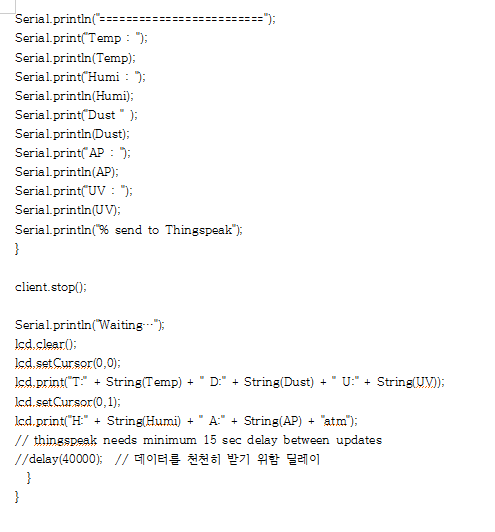 Serial.println("=========================");
Serial.print("Temp : ");
Serial.println(Temp);
Serial.print("Humi : ");
Serial.println(Humi);
Serial.print("Dust " );
Serial.println(Dust);
Serial.print("AP : ");
Serial.println(AP);
Serial.print("UV : ");
Serial.println(UV);
Serial.println("% send to Thingspeak");
}
client.stop();
Serial.println("Waiting…");
lcd.clear();
lcd.setCursor(0,0);
lcd.print("T:" + String(Temp) + " D:" + String(Dust) + " U:" + String(UV));
lcd.setCursor(0,1);
lcd.print("H:" + String(Humi) + " A:" + String(AP) + "atm");
// thingspeak needs minimum 15 sec delay between updates
//delay(40000); // 데이터를 천천히 받기 위함 딜레이
}
}